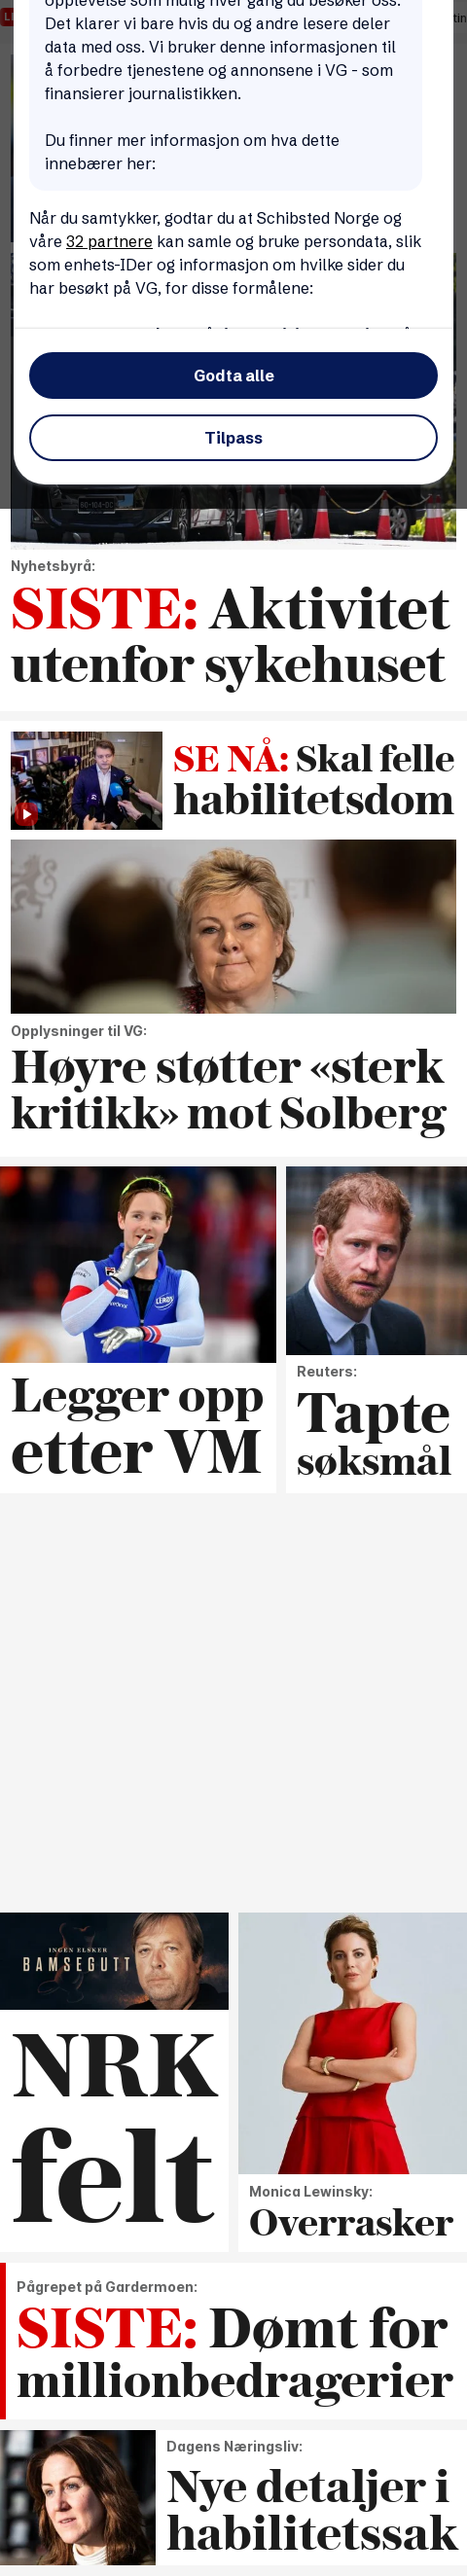 opplevelse som mulig hver gang du besøker oss.
Det klarer vi bare hvis du og andre lesere deler
data med oss. Vi bruker denne informasjonen til
å forbedre tjenestene og annonsene i VG - som
finansierer journalistikken.
Du finner mer informasjon om hva dette
innebærer her:
Når du samtykker, godtar du at Schibsted Norge og
våre 32 partnere kan samle og bruke persondata, slik
som enhets-IDer og informasjon om hvilke sider du
har besøkt på VG, for disse formålene:
Godta alle
Tilpass
Nyhetsbyrå:
SISTE: Aktivitet
utenfor sykehuset
SE NÅ: Skal felle
habilitetsdom
Opplysninger til VG:
Høyre støtter «sterk
kritikk» mot Solberg
Legger opp
etter VM
Reuters:
Tapte
søksmål
INGEN ELSKER
BAMSEGUTT
NRK
felt
Monica Lewinsky:
Overrasker
Pågrepet på Gardermoen:
SISTE: Dømt for
millionbedragerier
Dagens Næringsliv:
Nye detaljer i
habilitetssak